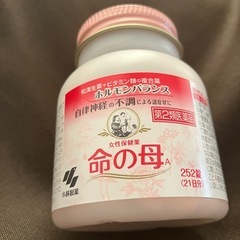 和漢生薬+ビタミン類の複合薬
ホルモンバランス
自律神経の不調による諸症状に
第②類医薬品
女性保健薬
命の母A
252錠
(21日分)
小林製薬